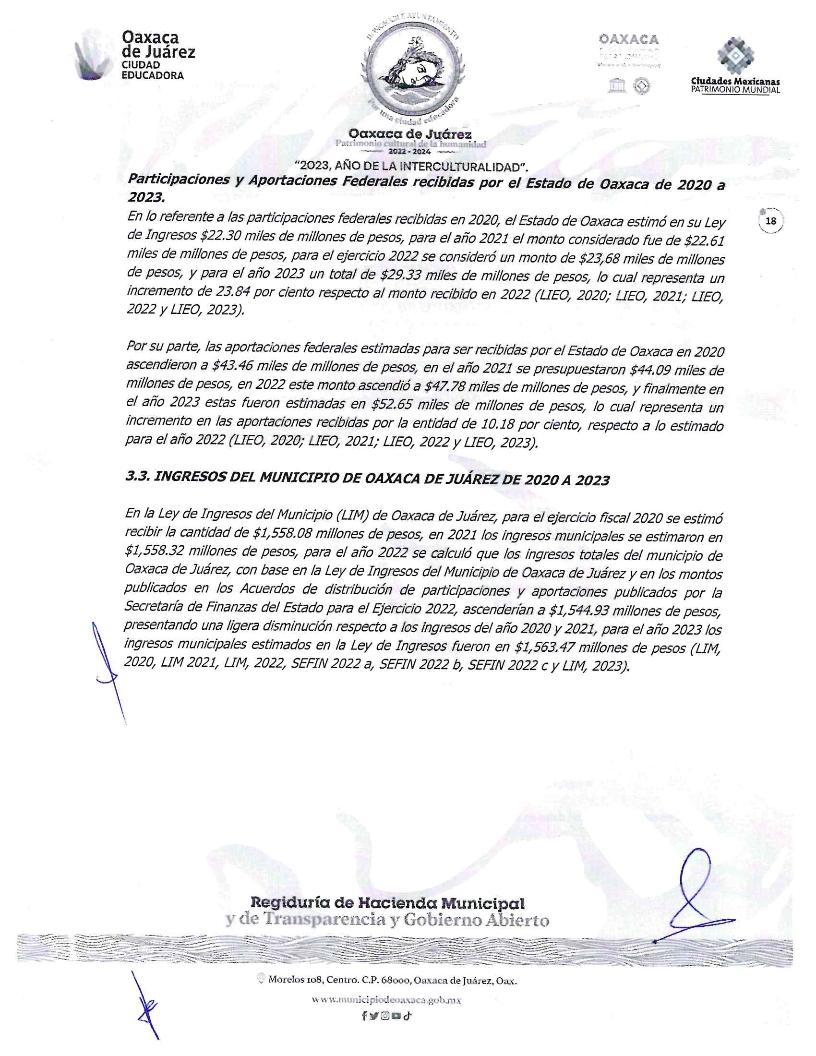 Oaxaca
de Juárez
CIUDAD
EDUCADORA
OAXACA
Ciudades Mexicanas
PATRIMONIO MUNDIAL
Por una ciudad educadora
Oaxaca de Juárez
Patrimonio cultural de la humanidad
2022 - 2024
"2023, AÑO DE LA INTERCULTURALIDAD".
Participaciones y Aportaciones Federales recibidas por el Estado de Oaxaca de 2020 a
2023.
18
En lo referente a las participaciones federales recibidas en 2020, el Estado de Oaxaca estimó en su Ley
de Ingresos $22.30 miles de millones de pesos, para el año 2021 el monto considerado fue de $22.61
miles de millones de pesos, para el ejercicio 2022 se consideró un monto de $23,68 miles de millones
de pesos, y para el año 2023 un total de $29.33 miles de millones de pesos, lo cual representa un
incremento de 23.84 por ciento respecto al monto recibido en 2022 (LIEO, 2020; LIEO, 2021; LIEO,
2022 y LIEO, 2023).
Por su parte, las aportaciones federales estimadas para ser recibidas por el Estado de Oaxaca en 2020
ascendieron a $43.46 miles de millones de pesos, en el año 2021 se presupuestaron $44.09 miles de
millones de pesos, en 2022 este monto ascendió a $47.78 miles de millones de pesos, y finalmente en
el año 2023 estas fueron estimadas en $52.65 miles de millones de pesos, lo cual representa un
incremento en las aportaciones recibidas por la entidad de 10.18 por ciento, respecto a lo estimado
para el año 2022 (LIEO, 2020; LIEO, 2021; LIEO, 2022 y LIEO, 2023).
3.3. INGRESOS DEL MUNICIPIO DE OAXACA DE JUÁREZ DE 2020 A 2023
En la Ley de Ingresos del Municipio (LIM) de Oaxaca de Juárez, para el ejercicio fiscal 2020 se estimó
recibir la cantidad de $1,558.08 millones de pesos, en 2021 los ingresos municipales se estimaron en
$1,558.32 millones de pesos, para el año 2022 se calculó que los ingresos totales del municipio de
Oaxaca de Juárez, con base en la Ley de Ingresos del Municipio de Oaxaca de Juárez y en los montos
publicados en los Acuerdos de distribución de participaciones y aportaciones publicados por la
Secretaría de Finanzas del Estado para el Ejercicio 2022, ascenderían a $1,544.93 millones de pesos,
presentando una ligera disminución respecto a los ingresos del año 2020 y 2021, para el año 2023 los
ingresos municipales estimados en la Ley de Ingresos fueron en $1,563.47 millones de pesos (LIM,
2020, LIM 2021, LIM, 2022, SEFIN 2022 a, SEFIN 2022 b, SEFIN 2022 c y LIM, 2023).
Regiduría de Hacienda Municipal
y de Transparencia y Gobierno Abierto
Morelos 108, Centro. C.P. 68000, Oaxaca de Juárez, Oax.
www.municipiodeoaxaca.gob.mx